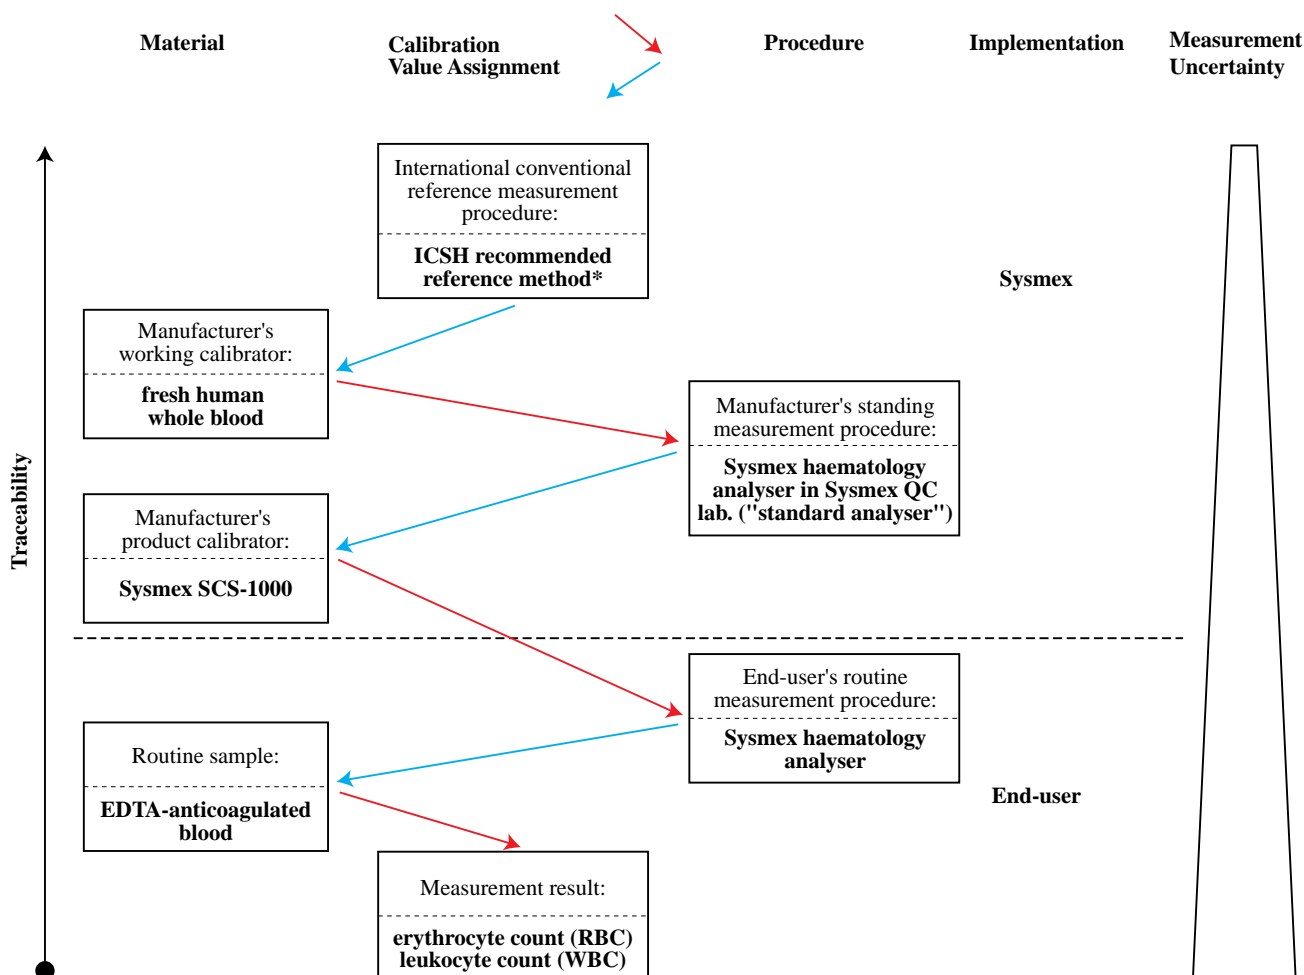 Material
Calibration
Value Assignment
Procedure
Implementation
Measurement
Uncertainty
International conventional
reference measurement
procedure:
ICSH recommended
reference method*
Sysmex
Manufacturer's
working calibrator:
fresh human
whole blood
Manufacturer's standing
measurement procedure:
Sysmex haematology
analyser in Sysmex QC
lab. ("standard analyser")
Traceability
Manufacturer's
product calibrator:
Sysmex SCS-1000
End-user's routine
measurement procedure:
Sysmex haematology
analyser
Routine sample:
EDTA-anticoagulated
blood
End-user
Measurement result:
erythrocyte count (RBC)
leukocyte count (WBC)